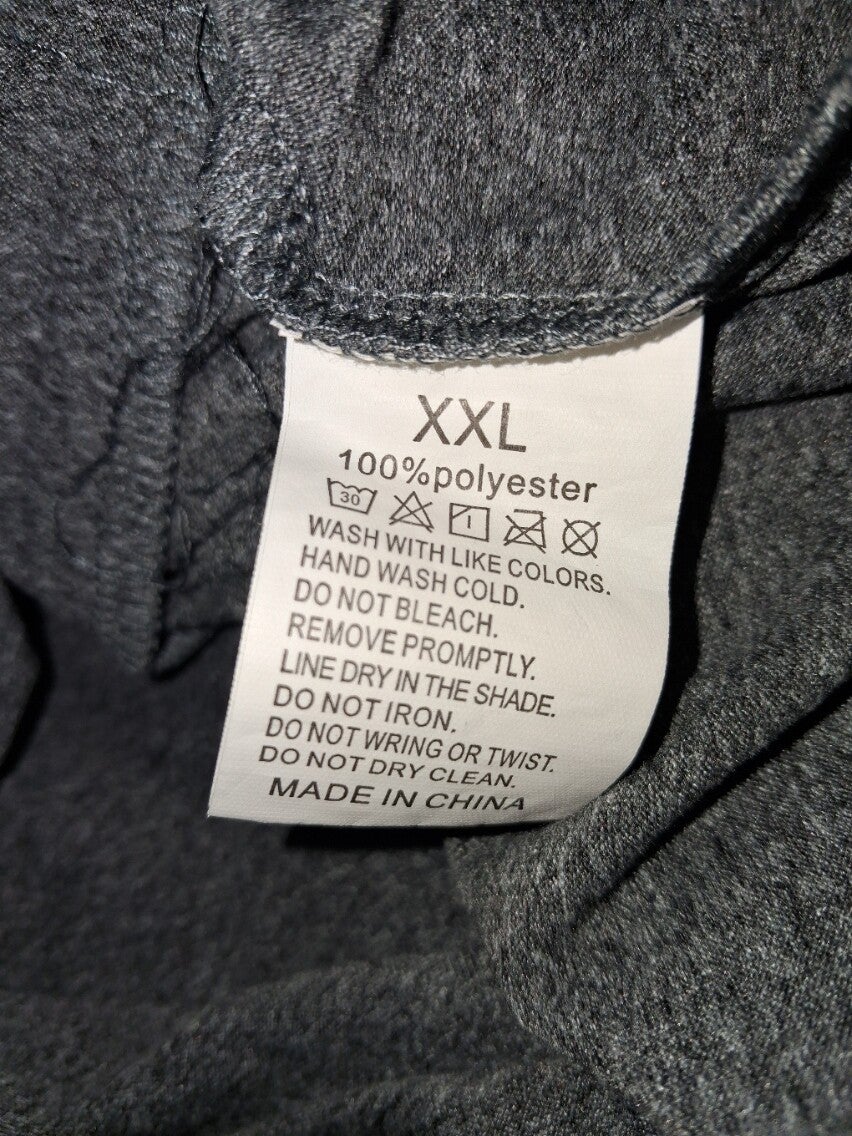 XXL
100%polyester
30
WASH WITH LIKE COLORS.
HAND WASH COLD.
DO NOT BLEACH.
REMOVE PROMPTLY.
LINE DRY IN THE SHADE.
DO NOT IRON.
DO NOT WRING OR TWIST.
DO NOT DRY CLEAN.
MADE IN CHINA